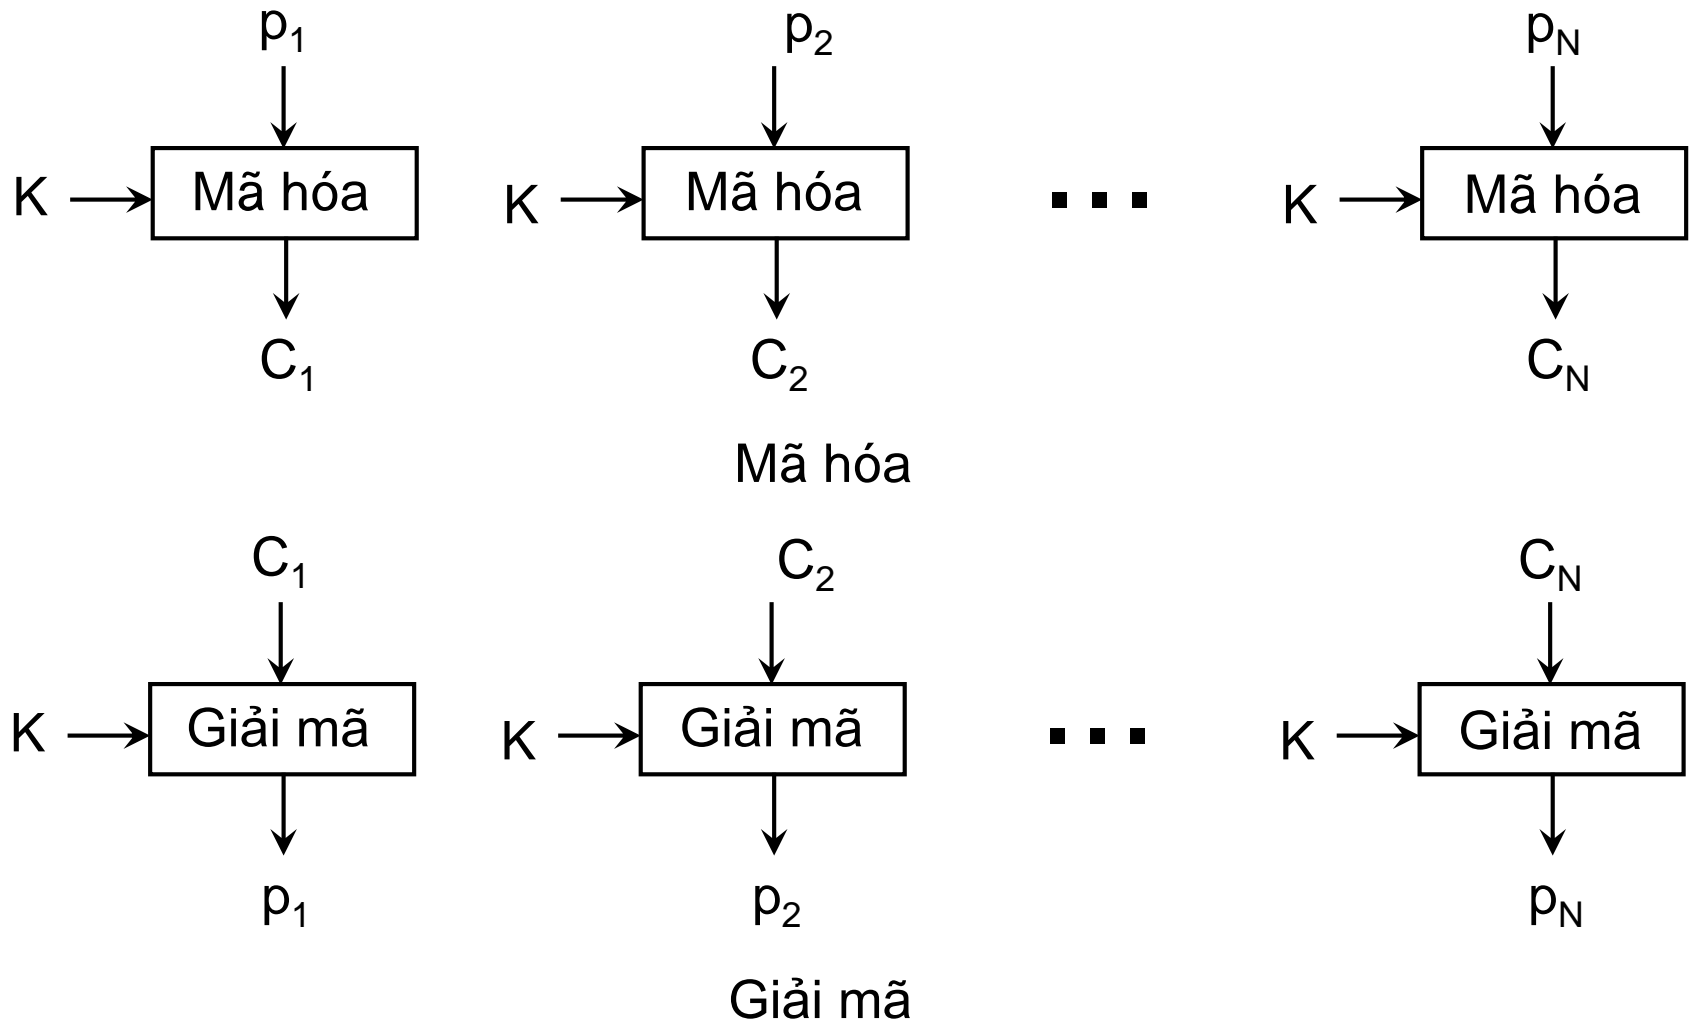 p1 p2 pN
K Mã hóa K Mã hóa ... K Mã hóa
C1 C2 CN
Mã hóa
C1 C2 CN
K Giải mã K Giải mã ... K Giải mã
p1 p2 pN
Giải mã